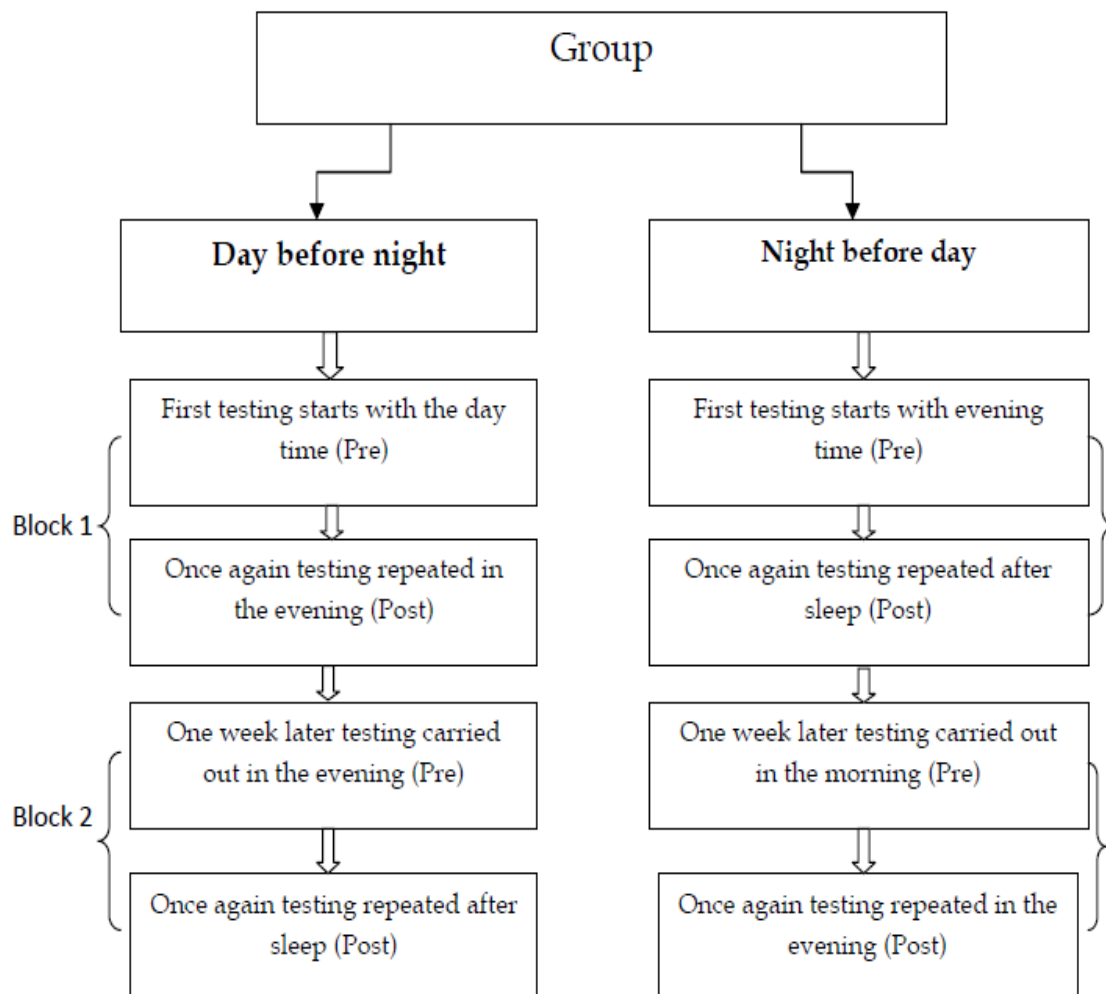 Group
Day before night
Night before day
First testing starts with the day
time (Pre)
First testing starts with evening
time (Pre)
Block 1
Once again testing repeated in
the evening (Post)
Once again testing repeated after
sleep (Post)
One week later testing carried
out in the evening (Pre)
One week later testing carried out
in the morning (Pre)
Block 2
Once again testing repeated after
sleep (Post)
Once again testing repeated in the
evening (Post)